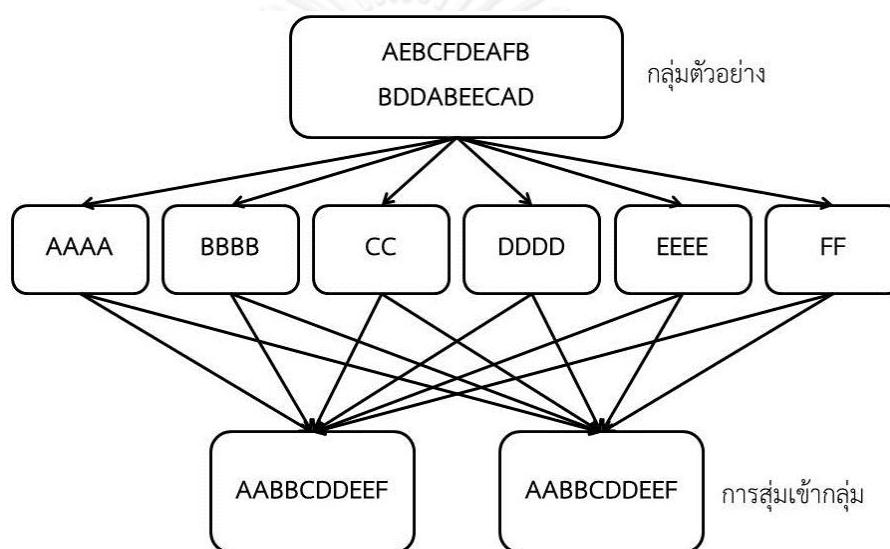 AEBCFDEAFB
BDDABEECAD
กลุ่มตัวอย่าง
AAAA
BBBB
CC
DDDD
EEEE
FF
AABBCDDEEF
AABBCDDEEF
การสุ่มเข้ากลุ่ม